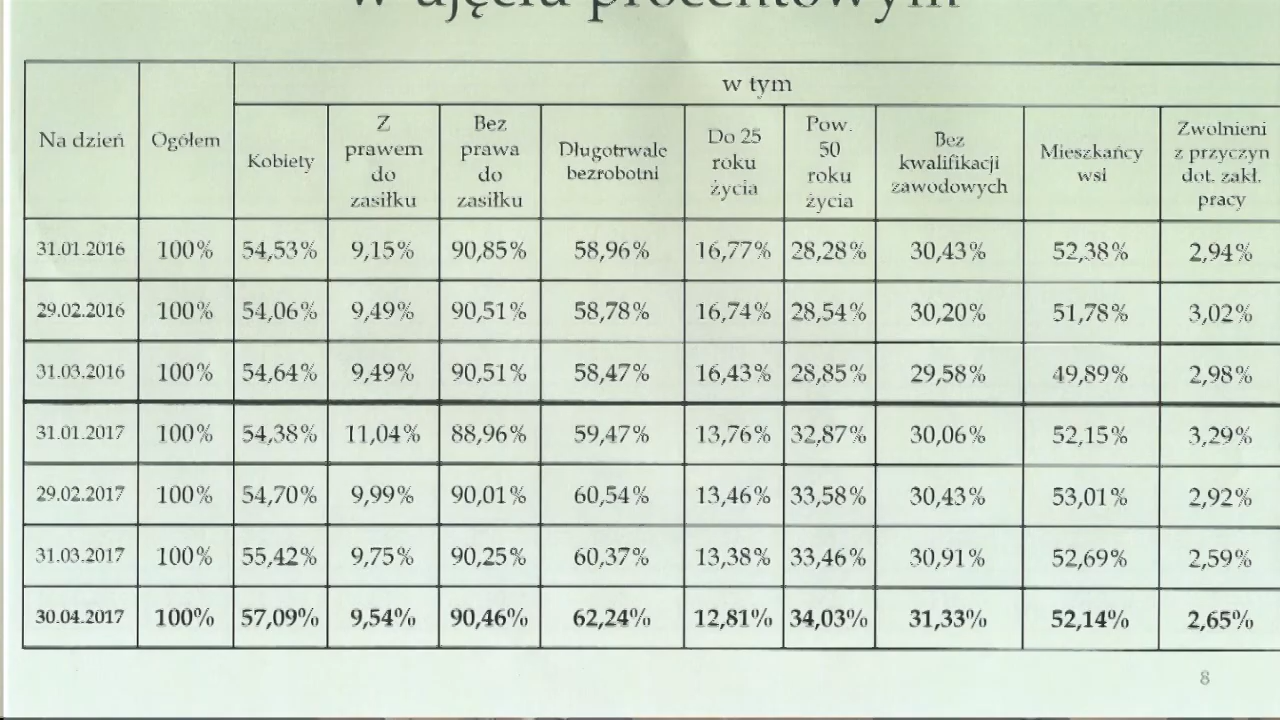 w ujęciu procentowym
w tym
Na dzień Ogółem Kobiety Z prawem do zasiłku Bez prawa do zasiłku Długotrwale bezrobotni Do 25 roku życia Pow. 50 roku życia Bez kwalifikacji zawodowych Mieszkańcy wsi Zwolnieni z przyczyn dot. zakł. pracy
31.01.2016 100% 54,53% 9,15% 90,85% 58,96% 16,77% 28,28% 30,43% 52,38% 2,94%
29.02.2016 100% 54,06% 9,49% 90,51% 58,78% 16,74% 28,54% 30,20% 51,78% 3,02%
31.03.2016 100% 54,64% 9,49% 90,51% 58,47% 16,43% 28,85% 29,58% 49,89% 2,98%
31.01.2017 100% 54,38% 11,04% 88,96% 59,47% 13,76% 32,87% 30,06% 52,15% 3,29%
29.02.2017 100% 54,70% 9,99% 90,01% 60,54% 13,46% 33,58% 30,43% 53,01% 2,92%
31.03.2017 100% 55,42% 9,75% 90,25% 60,37% 13,38% 33,46% 30,91% 52,69% 2,59%
30.04.2017 100% 57,09% 9,54% 90,46% 62,24% 12,81% 34,03% 31,33% 52,14% 2,65%
8